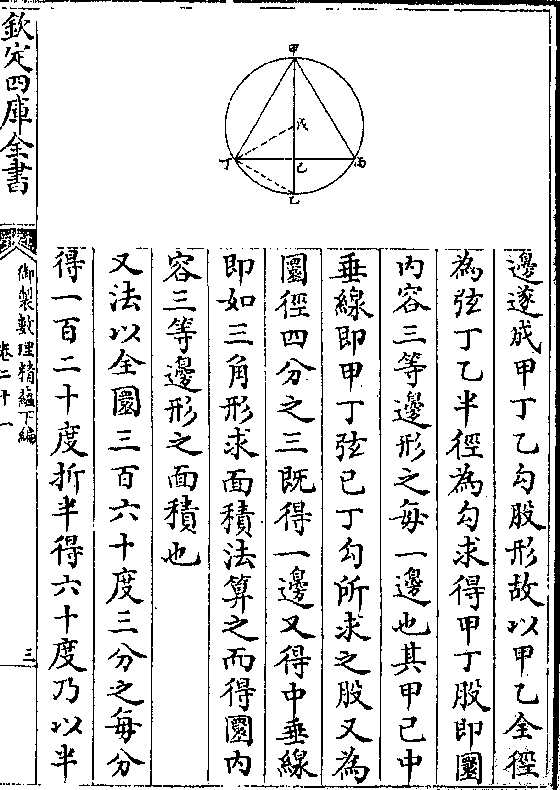 甲
戊
丁
己
丙
乙
邊遂成甲丁乙勾股形故以甲乙全徑
為弦丁乙半徑為勾求得甲丁股即圜
内容三等邊形之每一邊也其甲己中
垂線即甲丁弦己丁勾所求之股又為
圜徑四分之三既得一邊又得中垂線
即如三角形求面積法算之而得圜内
容三等邊形之面積也
又法以全圜三百六十度三分之每分
得一百二十度折半得六十度乃以半
欽定四庫全書
御製數理精蘊下編
卷二十一
三